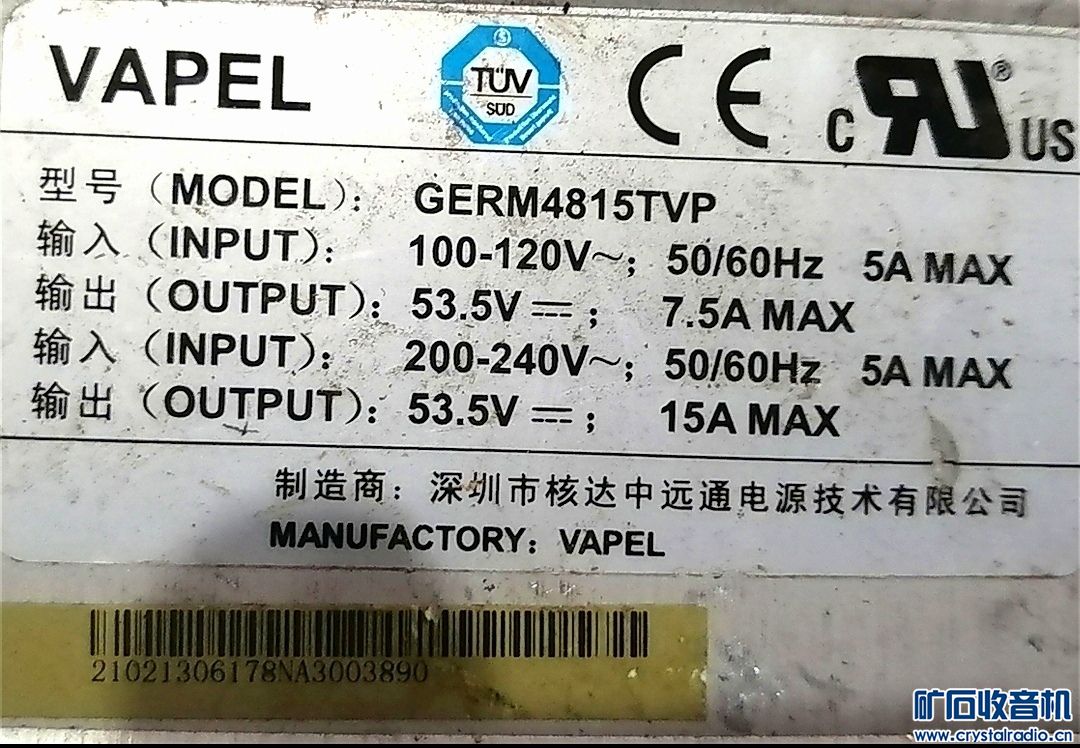 VAPEL
TÜV
SÜD
CE
c RU ® US
型号（MODEL）： GERM4815TVP
输入（INPUT）： 100-120V～；50/60Hz 5A MAX
输出（OUTPUT）：53.5V ⎓； 7.5A MAX
输入（INPUT）： 200-240V～；50/60Hz 5A MAX
输出（OUTPUT）：53.5V ⎓； 15A MAX
制造商：深圳市核达中远通电源技术有限公司
MANUFACTORY：VAPEL
21021306178NA3003890
矿石收音机
www.crystalradio.cn